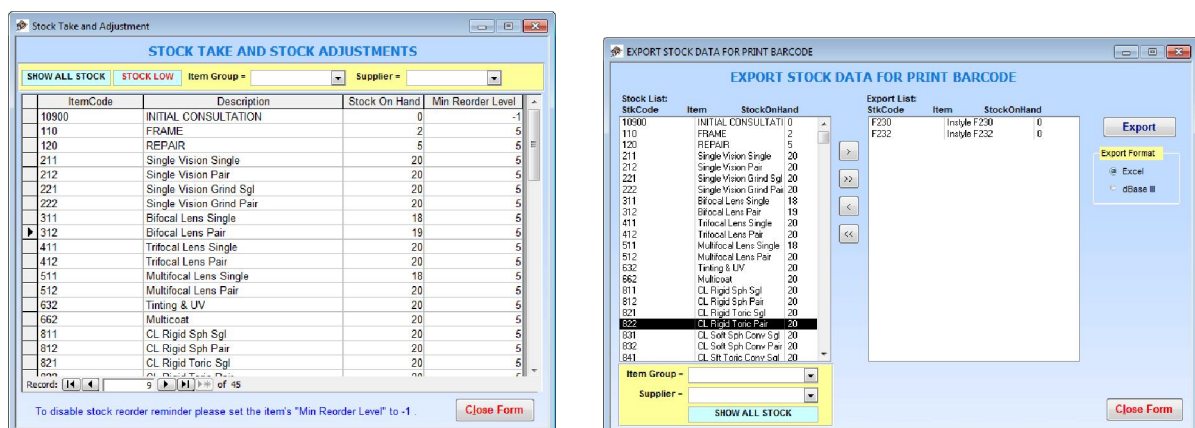 Stock Take and Adjustment
STOCK TAKE AND STOCK ADJUSTMENTS
SHOW ALL STOCK STOCK LOW Item Group = Supplier =
ItemCode Description Stock On Hand Min Reorder Level
10900 INITIAL CONSULTATION 0 -1
110 FRAME 2 5
120 REPAIR 5 5
211 Single Vision Single 20 5
212 Single Vision Pair 20 5
221 Single Vision Grind Sgl 20 5
222 Single Vision Grind Pair 20 5
311 Bifocal Lens Single 18 5
312 Bifocal Lens Pair 19 5
411 Trifocal Lens Single 20 5
412 Trifocal Lens Pair 20 5
511 Multifocal Lens Single 18 5
512 Multifocal Lens Pair 20 5
632 Tinting & UV 20 5
662 Multicoat 20 5
811 CL Rigid Sph Sgl 20 5
812 CL Rigid Sph Pair 20 5
821 CL Rigid Toric Sgl 20 5
Record: 9 of 45
To disable stock reorder reminder please set the item's "Min Reorder Level" to -1 .
Close Form
EXPORT STOCK DATA FOR PRINT BARCODE
EXPORT STOCK DATA FOR PRINT BARCODE
Stock List:
StkCode Item StockOnHand
10900 INITIAL CONSULTATI 0
110 FRAME 2
120 REPAIR 5
211 Single Vision Single 20
212 Single Vision Pair 20
221 Single Vision Grind Sgl 20
222 Single Vision Grind Pai 20
311 Bifocal Lens Single 18
312 Bifocal Lens Pair 19
411 Trifocal Lens Single 20
412 Trifocal Lens Pair 20
511 Multifocal Lens Single 18
512 Multifocal Lens Pair 20
632 Tinting & UV 20
662 Multicoat 20
811 CL Rigid Sph Sgl 20
812 CL Rigid Sph Pair 20
821 CL Rigid Toric Sgl 20
822 CL Rigid Toric Pair 20
831 CL Soft Sph Conv Sgl 20
832 CL Soft Sph Conv Pair 20
841 CL Sft Toric Conv Sgl 20
> 
>>
<
<<
Export List:
StkCode Item StockOnHand
F230 Instyle F230 0
F232 Instyle F232 0
Export
Export Format
Excel
dBase III
Item Group =
Supplier =
SHOW ALL STOCK
Close Form